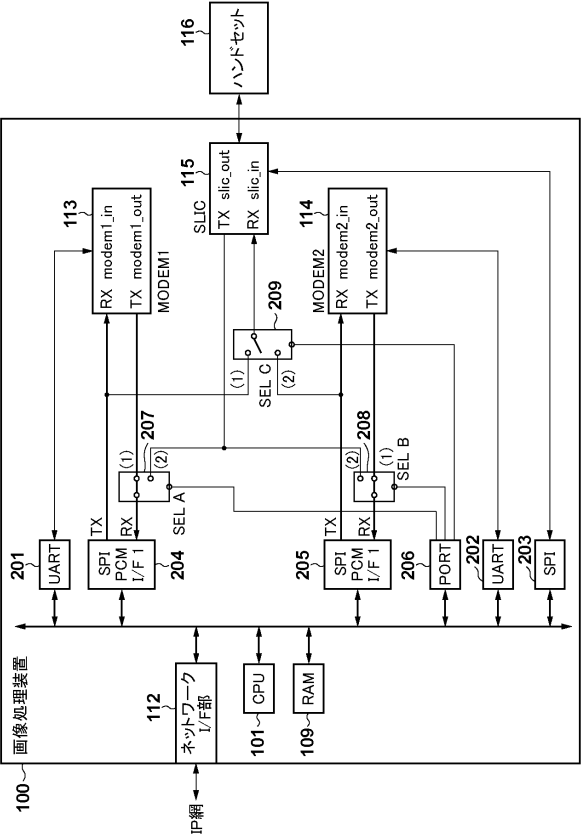 116
ハンドセット
115
TX slic_out
RX slic_in
SLIC
113
RX modem1_in
TX modem1_out
MODEM1
114
RX modem2_in
TX modem2_out
MODEM2
209
(1)
(2)
SEL C
207
(1)
(2)
SEL A
208
(2)
(1)
SEL B
TX
RX
TX
RX
201
UART
SPI
PCM
I/F 1
204
205
SPI
PCM
I/F 1
206
PORT
202
UART
203
SPI
画像処理装置
100
112
ネットワーク
I/F部
CPU
101
RAM
109
IP網